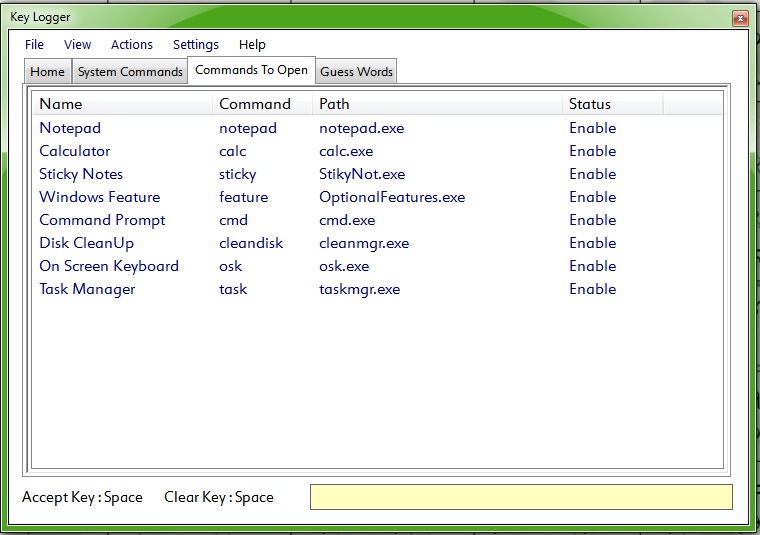 Key Logger
File View Actions Settings Help
Home System Commands Commands To Open Guess Words
Name Command Path Status
Notepad notepad notepad.exe Enable
Calculator calc calc.exe Enable
Sticky Notes sticky StikyNot.exe Enable
Windows Feature feature OptionalFeatures.exe Enable
Command Prompt cmd cmd.exe Enable
Disk CleanUp cleandisk cleanmgr.exe Enable
On Screen Keyboard osk osk.exe Enable
Task Manager task taskmgr.exe Enable
Accept Key : Space Clear Key : Space